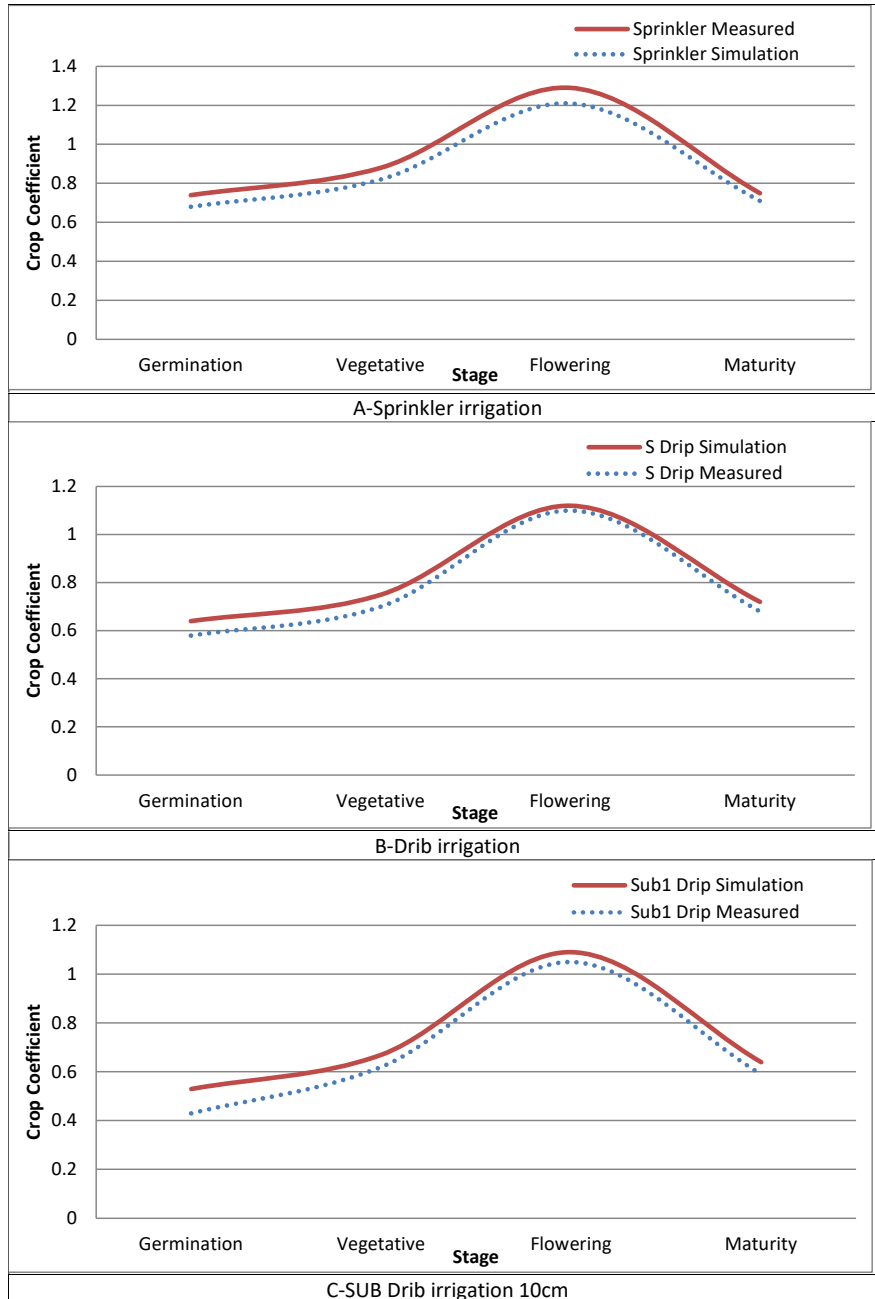 Sprinkler Measured
Sprinkler Simulation
1.4
1.2
1
0.8
0.6
0.4
0.2
0
Crop Coefficient
Germination Vegetative Flowering Maturity
Stage
A-Sprinkler irrigation
S Drip Simulation
S Drip Measured
1.2
1
0.8
0.6
0.4
0.2
0
Crop Coefficient
Germination Vegetative Flowering Maturity
Stage
B-Drib irrigation
Sub1 Drip Simulation
Sub1 Drip Measured
1.2
1
0.8
0.6
0.4
0.2
0
Crop Coefficient
Germination Vegetative Flowering Maturity
Stage
C-SUB Drib irrigation 10cm